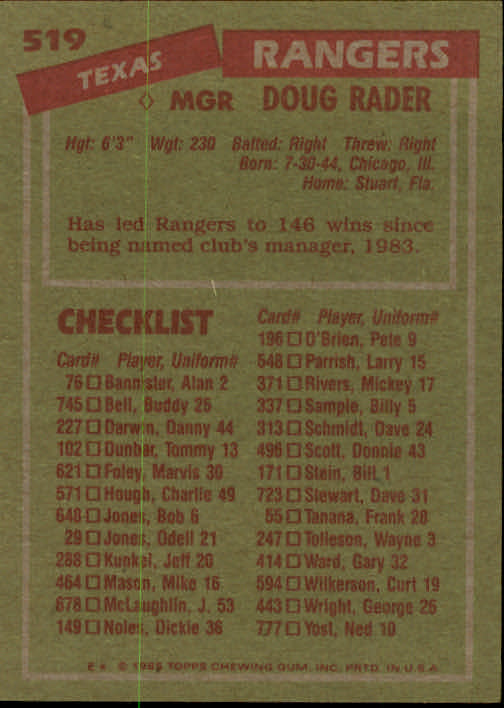 519
TEXAS
RANGERS
MGR DOUG RADER
Hgt: 6'3" Wgt: 230 Batted: Right Threw: Right
Born: 7-30-44, Chicago, Ill.
Home: Stuart, Fla.
Has led Rangers to 146 wins since
being named club's manager, 1983.
CHECKLIST
Card# Player, Uniform#
76 ☐ Bannister, Alan 2
745 ☐ Bell, Buddy 25
227 ☐ Darwin, Danny 44
102 ☐ Dunbar, Tommy 13
621 ☐ Foley, Marvis 30
571 ☐ Hough, Charlie 49
648 ☐ Jones, Bob 6
29 ☐ Jones, Odell 21
288 ☐ Kunkel, Jeff 20
464 ☐ Mason, Mike 16
678 ☐ McLaughlin, J. 53
149 ☐ Noles, Dickie 36
Card# Player, Uniform#
196 ☐ O'Brien, Pete 9
548 ☐ Parrish, Larry 15
371 ☐ Rivers, Mickey 17
337 ☐ Sample, Billy 5
313 ☐ Schmidt, Dave 24
496 ☐ Scott, Donnie 43
171 ☐ Stein, Bill 1
723 ☐ Stewart, Dave 31
55 ☐ Tanana, Frank 28
247 ☐ Tolleson, Wayne 3
414 ☐ Ward, Gary 32
594 ☐ Wilkerson, Curt 19
443 ☐ Wright, George 26
777 ☐ Yost, Ned 10
© 1985 TOPPS CHEWING GUM, INC. PRTD. IN U.S.A.